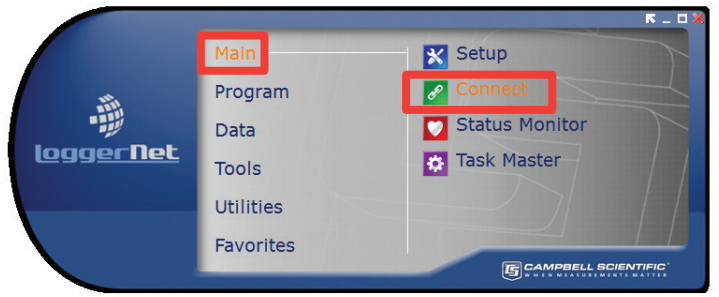 Main
Program
Data
Tools
Utilities
Favorites
Setup
Connect
Status Monitor
Task Master
loggerNet
CAMPBELL SCIENTIFIC
WHEN MEASUREMENTS MATTER